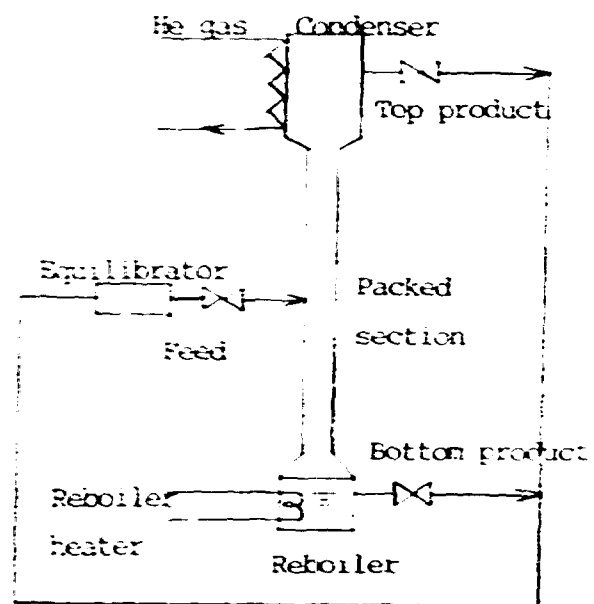 He gas Condenser
Top product
Equilibrator
Packed
section
Feed
Bottom product
Reboiler
heater
Reboiler